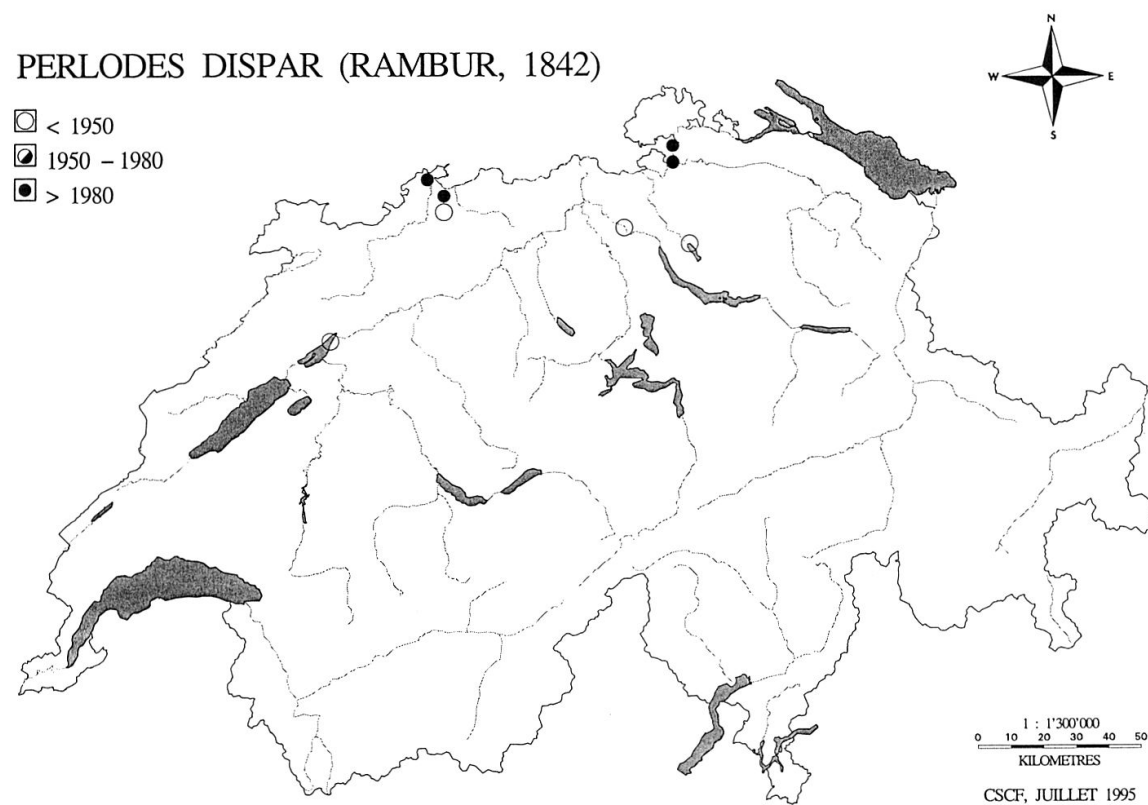 PERLODES DISPAR (RAMBUR, 1842)
< 1950
1950 – 1980
> 1980
N
W E
S
1 : 1'300'000
0 10 20 30 40 50
KILOMETRES
CSCF, JUILLET 1995